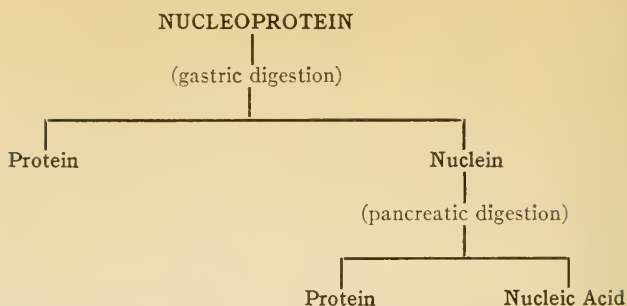 NUCLEOPROTEIN
(gastric digestion)
Protein Nuclein
(pancreatic digestion)
Protein Nucleic Acid